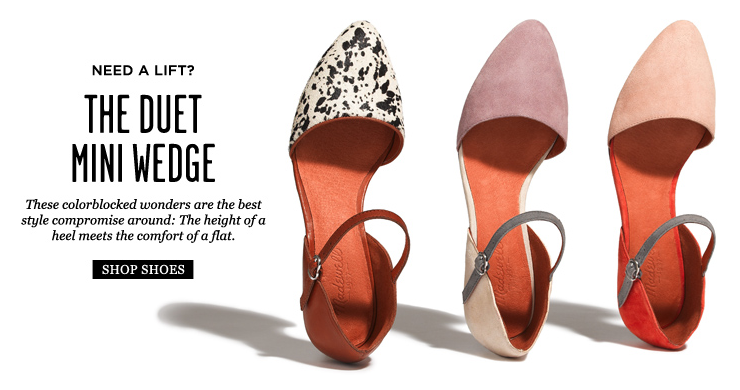 NEED A LIFT?
THE DUET
MINI WEDGE
These colorblocked wonders are the best
style compromise around: The height of a
heel meets the comfort of a flat.
SHOP SHOES
Madewell